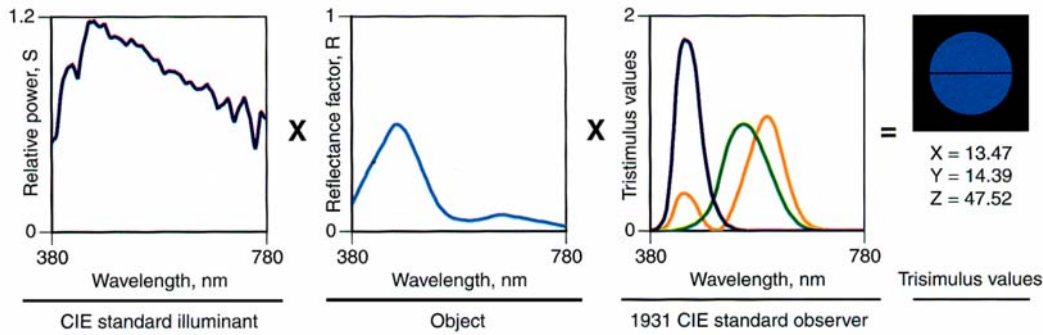 1.2
Relative power, S
0
380
780
Wavelength, nm
CIE standard illuminant
X
1
Reflectance factor, R
0
380
780
Wavelength, nm
Object
X
2
Tristimulus values
0
380
780
Wavelength, nm
1931 CIE standard observer
=
X = 13.47
Y = 14.39
Z = 47.52
Trisimulus values